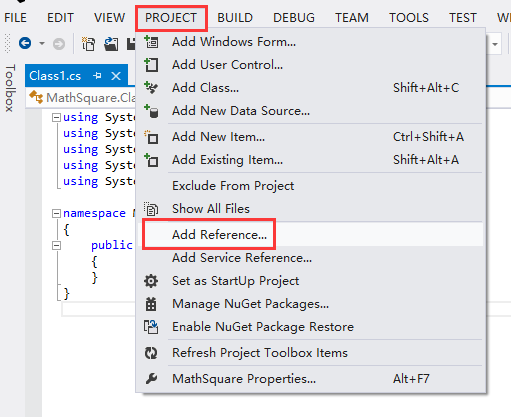 FILE EDIT VIEW PROJECT BUILD DEBUG TEAM TOOLS TEST
Toolbox
Class1.cs
MathSquare.Cla
using Syst
using Syst
using Syst
using Syst
using Syst
namespace M
{
public
{
}
}
Add Windows Form...
Add User Control...
Add Class... Shift+Alt+C
Add New Data Source...
Add New Item... Ctrl+Shift+A
Add Existing Item... Shift+Alt+A
Exclude From Project
Show All Files
Add Reference...
Add Service Reference...
Set as StartUp Project
Manage NuGet Packages...
Enable NuGet Package Restore
Refresh Project Toolbox Items
MathSquare Properties... Alt+F7